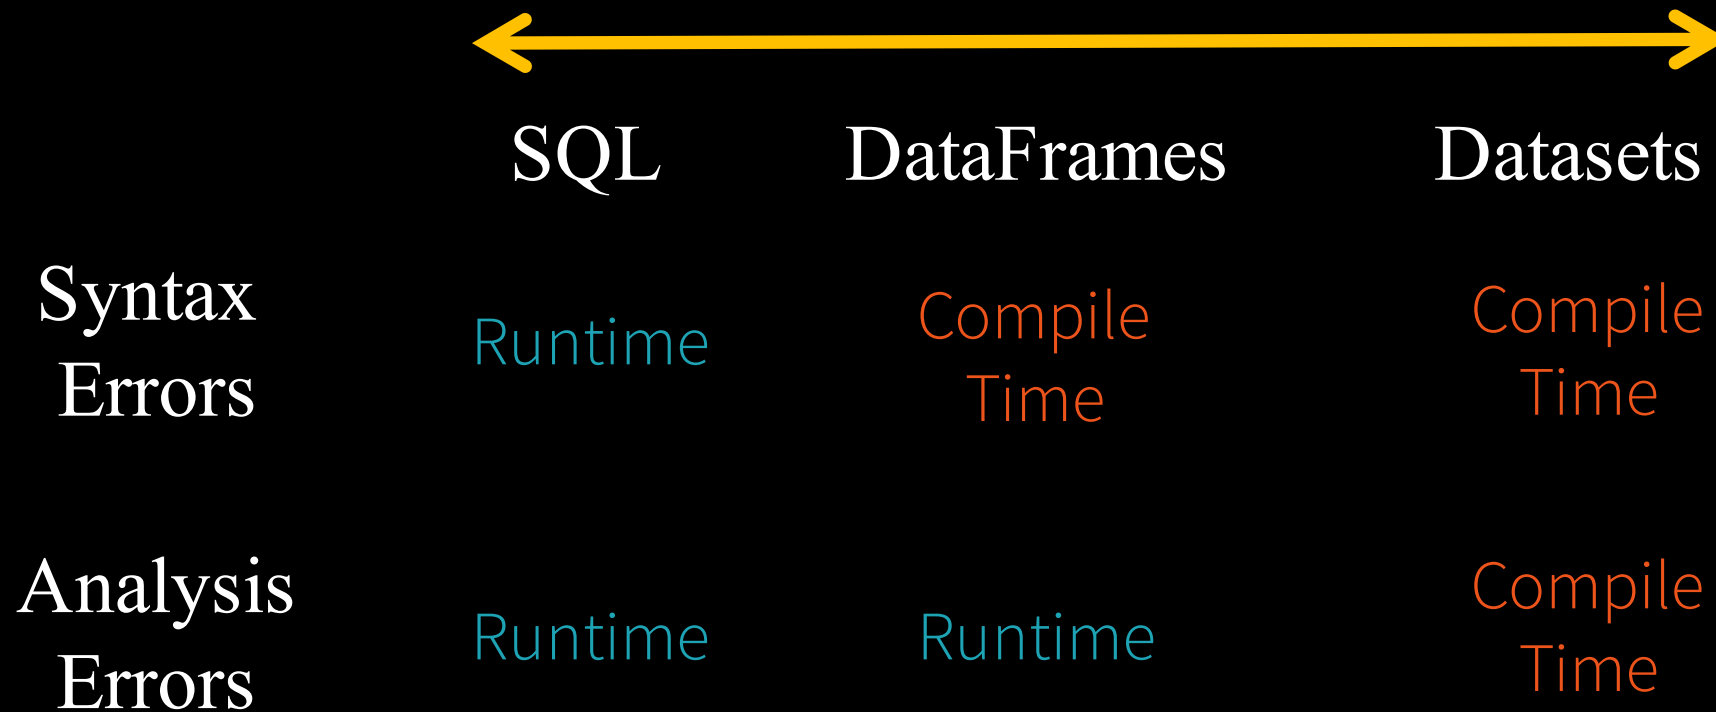 SQL DataFrames Datasets
Syntax
Errors
Runtime
Compile
Time
Compile
Time
Analysis
Errors
Runtime
Runtime
Compile
Time